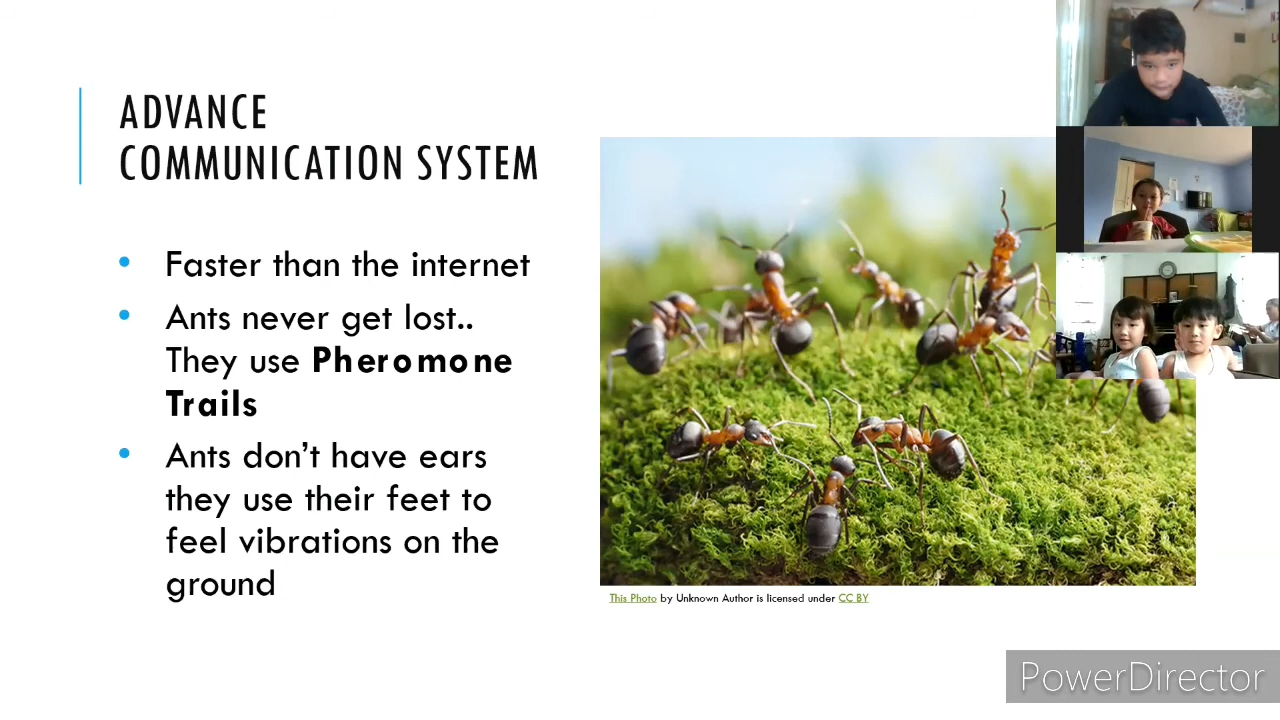 ADVANCE
COMMUNICATION SYSTEM
• Faster than the internet
• Ants never get lost..
They use Pheromone
Trails
• Ants don't have ears
they use their feet to
feel vibrations on the
ground
This Photo by Unknown Author is licensed under CC BY
PowerDirector